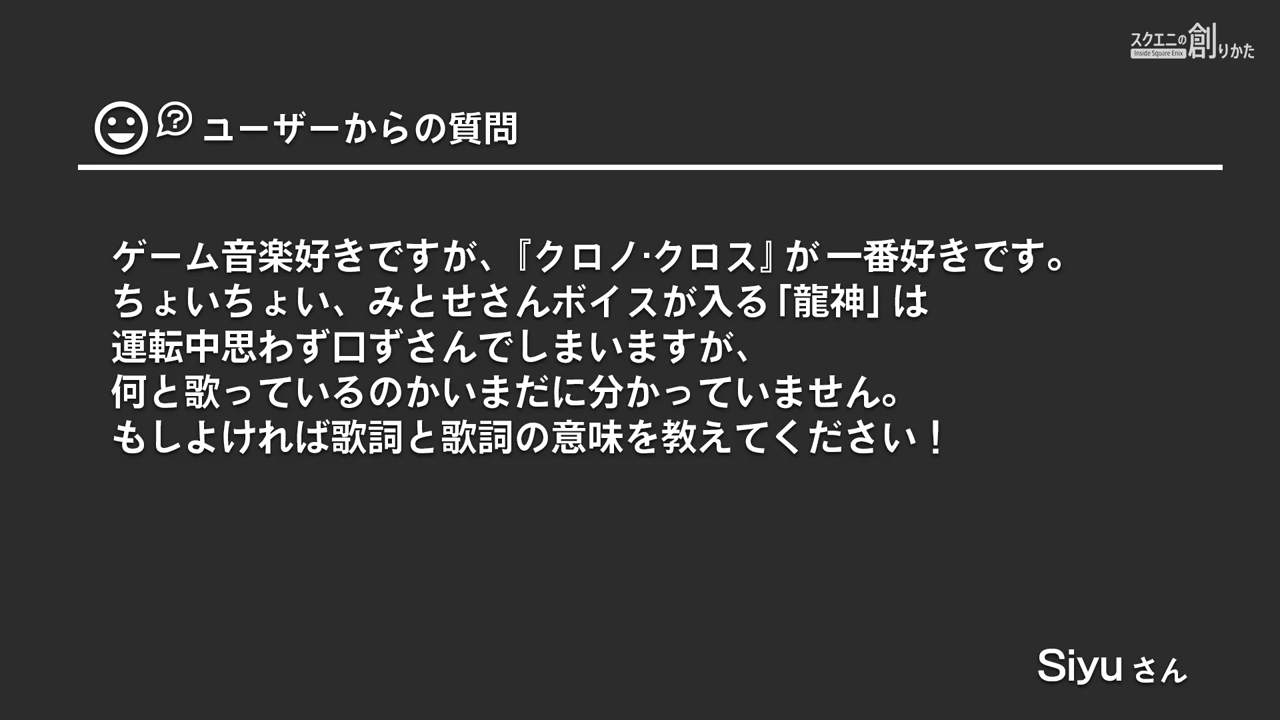 スクエニの創りかた
Inside Square Enix
ユーザーからの質問
ゲーム音楽好きですが、『クロノ·クロス』が一番好きです。
ちょいちょい、みとせさんボイスが入る「龍神」は
運転中思わず口ずさんでしまいますが、
何と歌っているのかいまだに分かっていません。
もしよければ歌詞と歌詞の意味を教えてください！
Siyu さん